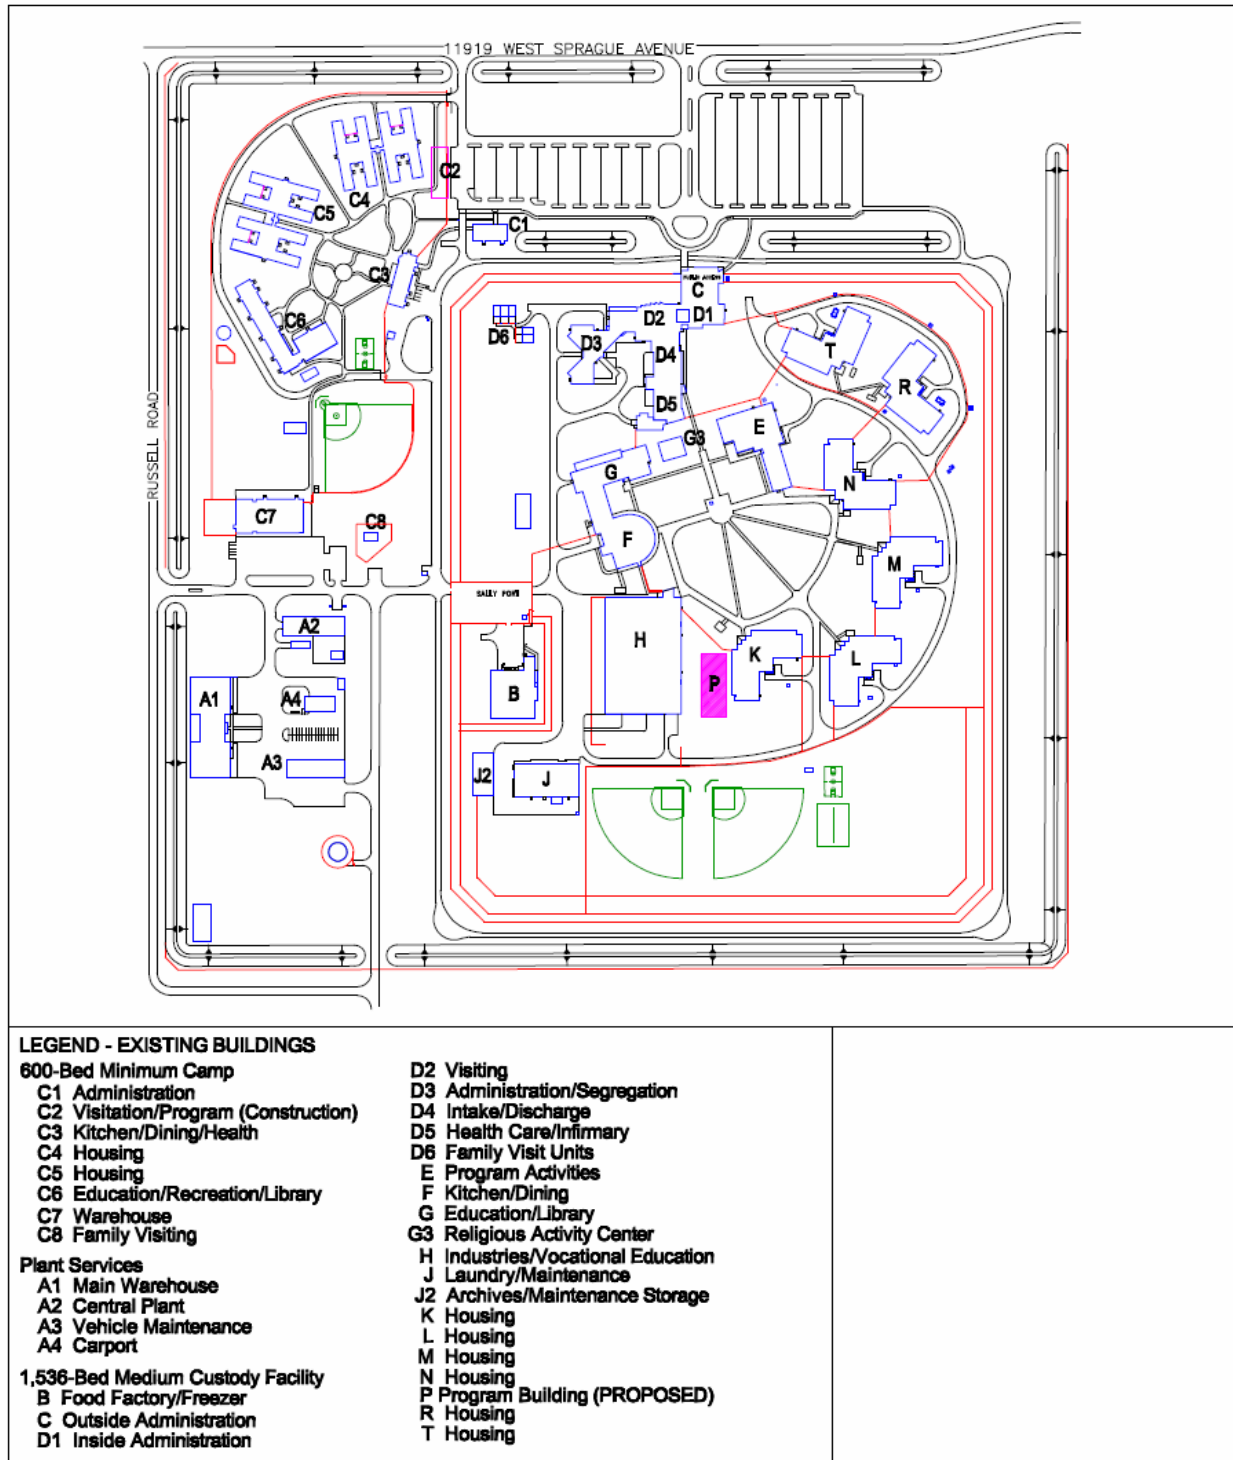 11919 WEST SPRAGUE AVENUE
C2
C4
C5
C1
C3
C
D1
D2
C6
D6
D3
D4
T
R
RUSSELL ROAD
D5
E
G3
G
N
C7
C8
F
M
SALLY PORT
A2
H
K
L
P
A1
A4
B
A3
J2
J
LEGEND - EXISTING BUILDINGS
600-Bed Minimum Camp
C1 Administration
C2 Visitation/Program (Construction)
C3 Kitchen/Dining/Health
C4 Housing
C5 Housing
C6 Education/Recreation/Library
C7 Warehouse
C8 Family Visiting
Plant Services
A1 Main Warehouse
A2 Central Plant
A3 Vehicle Maintenance
A4 Carport
1,536-Bed Medium Custody Facility
B Food Factory/Freezer
C Outside Administration
D1 Inside Administration
D2 Visiting
D3 Administration/Segregation
D4 Intake/Discharge
D5 Health Care/Infirmary
D6 Family Visit Units
E Program Activities
F Kitchen/Dining
G Education/Library
G3 Religious Activity Center
H Industries/Vocational Education
J Laundry/Maintenance
J2 Archives/Maintenance Storage
K Housing
L Housing
M Housing
N Housing
P Program Building (PROPOSED)
R Housing
T Housing